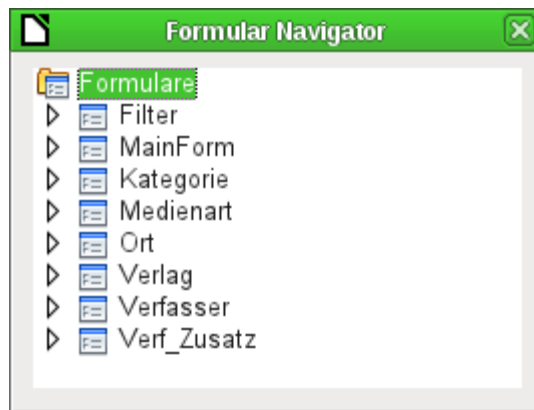 Formular Navigator
Formulare
Filter
MainForm
Kategorie
Medienart
Ort
Verlag
Verfasser
Verf_Zusatz